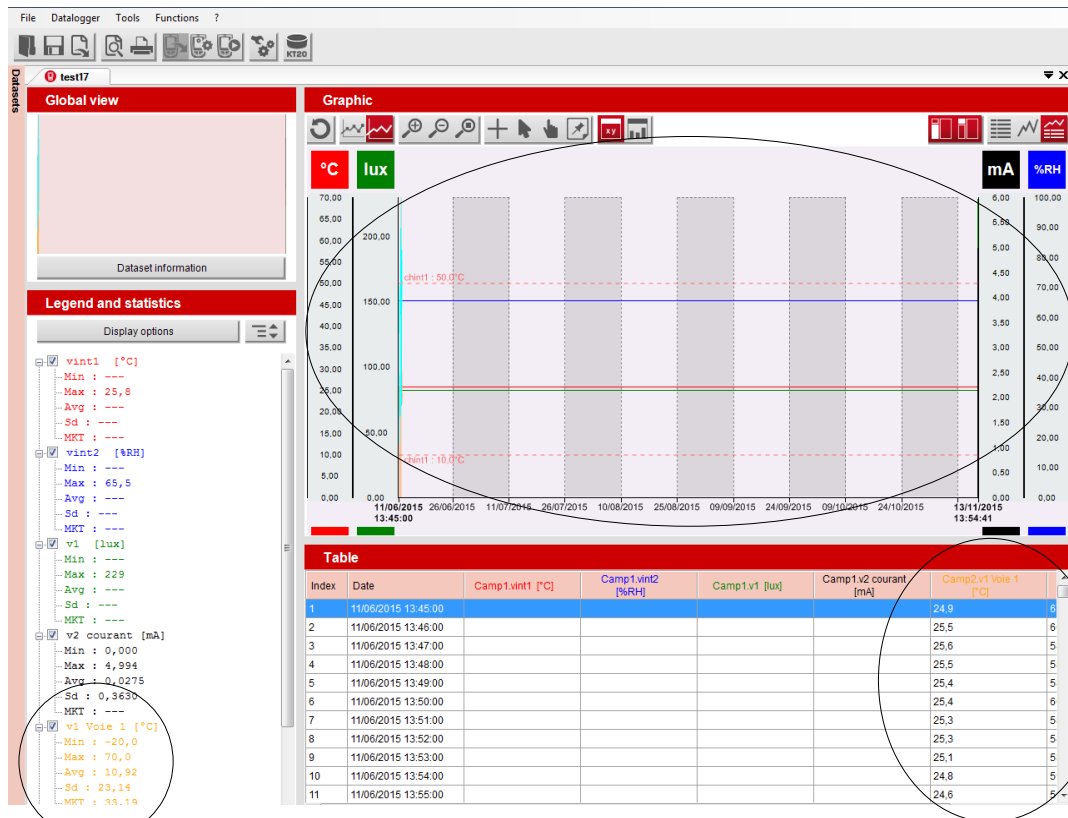 File Datalogger Tools Functions ?
KT20
Datasets
test17
Global view
Dataset information
Legend and statistics
Display options
vint1 [°C]
Min : ---
Max : 25,8
Avg : ---
Sd : ---
MKT : ---
vint2 [%RH]
Min : ---
Max : 65,5
Avg : ---
Sd : ---
MKT : ---
v1 [lux]
Min : ---
Max : 229
Avg : ---
Sd : ---
MKT : ---
v2 courant [mA]
Min : 0,000
Max : 4,994
Avg : 0,0275
Sd : 0,3630
MKT : ---
v1 Voie 1 [°C]
Min : -20,0
Max : 70,0
Avg : 10,92
Sd : 23,14
MKT : 33,19
Graphic
xy
°C lux mA %RH
70,00
65,00
60,00
55,00
50,00
45,00
40,00
35,00
30,00
25,00
20,00
15,00
10,00
5,00
0,00
200,00
150,00
100,00
50,00
0,00
chint1 : 50,0°C
chint1 : 10,0°C
6,00
5,50
5,00
4,50
4,00
3,50
3,00
2,50
2,00
1,50
1,00
0,50
0,00
100,00
90,00
80,00
70,00
60,00
50,00
40,00
30,00
20,00
10,00
0,00
11/06/2015 26/06/2015 11/07/2015 26/07/2015 10/08/2015 25/08/2015 09/09/2015 24/09/2015 09/10/2015 24/10/2015 13/11/2015
13:45:00 13:54:41
Table
Index Date Camp1.vint1 [°C] Camp1.vint2 [%RH] Camp1.v1 [lux] Camp1.v2 courant [mA] Camp2.v1 Voie 1 [°C]
1 11/06/2015 13:45:00 24,9 6
2 11/06/2015 13:46:00 25,5 6
3 11/06/2015 13:47:00 25,6 5
4 11/06/2015 13:48:00 25,5 5
5 11/06/2015 13:49:00 25,4 5
6 11/06/2015 13:50:00 25,4 6
7 11/06/2015 13:51:00 25,3 5
8 11/06/2015 13:52:00 25,3 5
9 11/06/2015 13:53:00 25,1 5
10 11/06/2015 13:54:00 24,8 5
11 11/06/2015 13:55:00 24,6 5